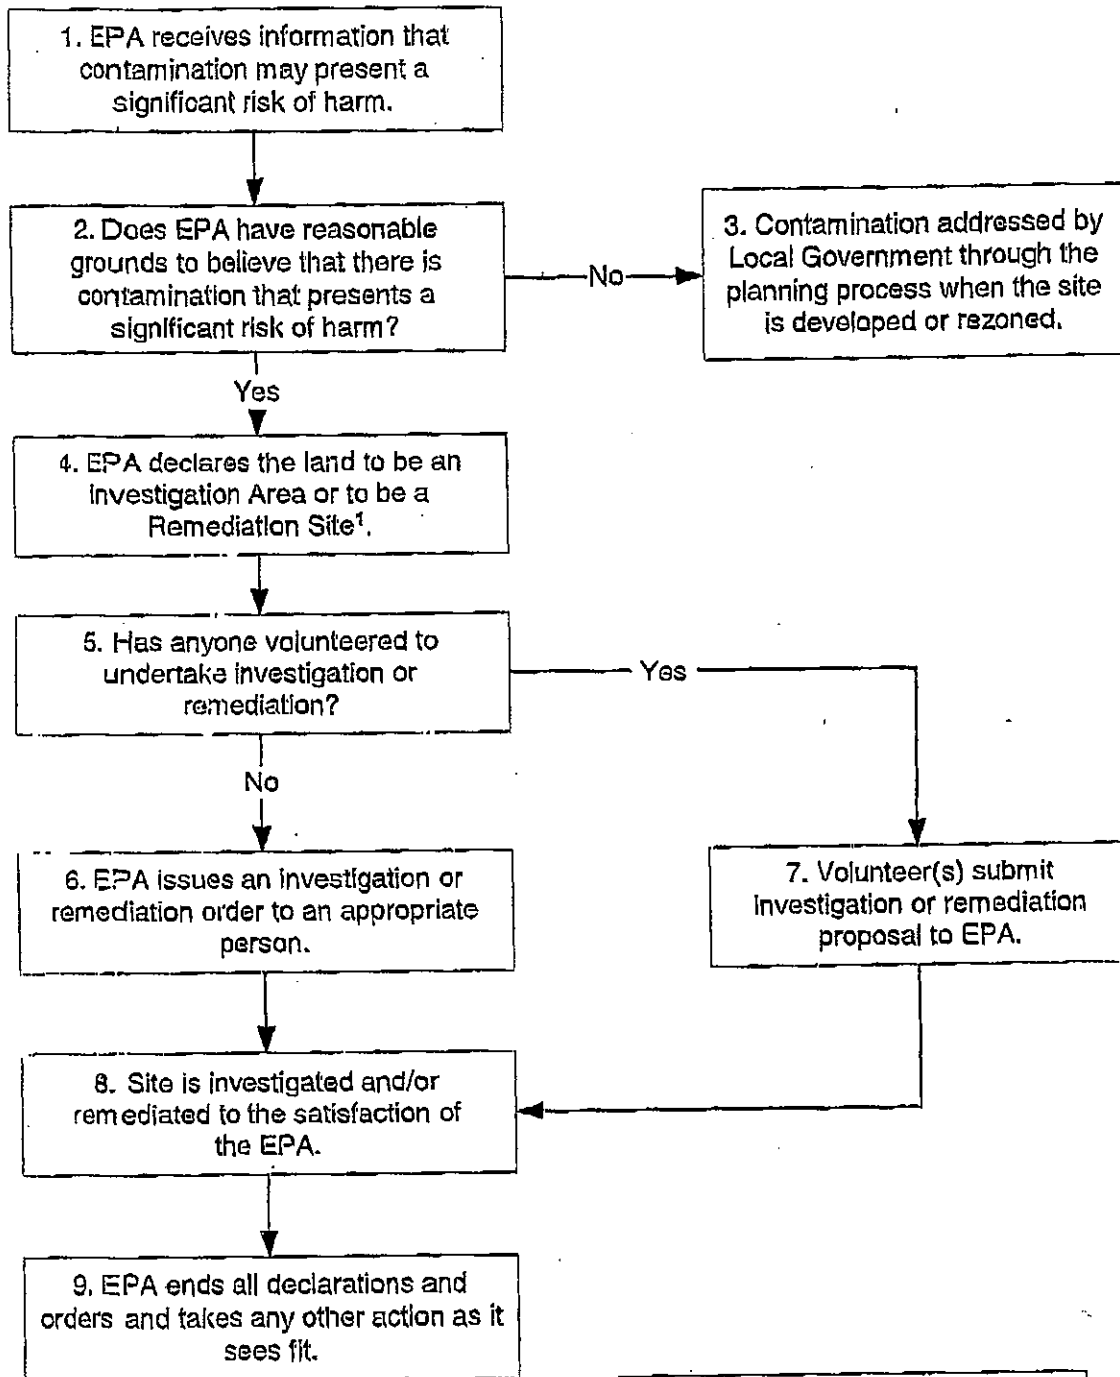 1. EPA receives information that
contamination may present a
significant risk of harm.
2. Does EPA have reasonable
grounds to believe that there is
contamination that presents a
significant risk of harm?
No
3. Contamination addressed by
Local Government through the
planning process when the site
is developed or rezoned.
Yes
4. EPA declares the land to be an
Investigation Area or to be a
Remediation Site¹.
5. Has anyone volunteered to
undertake investigation or
remediation?
Yes
No
6. EPA issues an investigation or
remediation order to an appropriate
person.
7. Volunteer(s) submit
investigation or remediation
proposal to EPA.
8. Site is investigated and/or
remediated to the satisfaction of
the EPA.
9. EPA ends all declarations and
orders and takes any other action as it
sees fit.